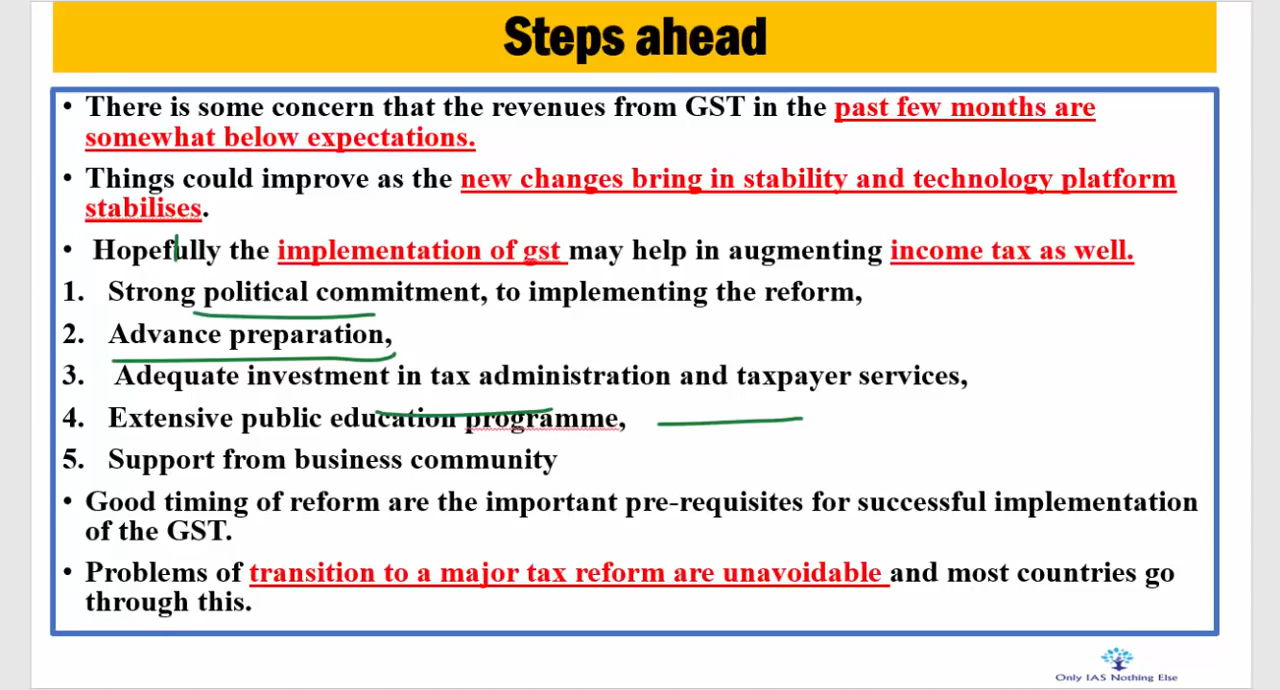 Steps ahead
• There is some concern that the revenues from GST in the past few months are
somewhat below expectations.
• Things could improve as the new changes bring in stability and technology platform
stabilises.
• Hopefully the implementation of gst may help in augmenting income tax as well.
1. Strong political commitment, to implementing the reform,
2. Advance preparation,
3. Adequate investment in tax administration and taxpayer services,
4. Extensive public education programme,
5. Support from business community
• Good timing of reform are the important pre-requisites for successful implementation
of the GST.
• Problems of transition to a major tax reform are unavoidable and most countries go
through this.
Only IAS Nothing Else